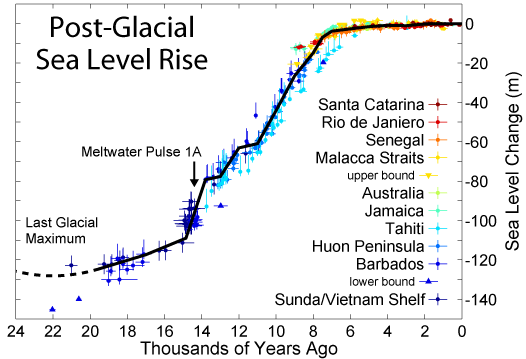 Post-Glacial
Sea Level Rise
Meltwater Pulse 1A
Last Glacial
Maximum
Santa Catarina
Rio de Janiero
Senegal
Malacca Straits
upper bound
Australia
Jamaica
Tahiti
Huon Peninsula
Barbados
lower bound
Sunda/Vietnam Shelf
0
-20
-40
-60
-80
-100
-120
-140
Sea Level Change (m)
24 22 20 18 16 14 12 10 8 6 4 2 0
Thousands of Years Ago